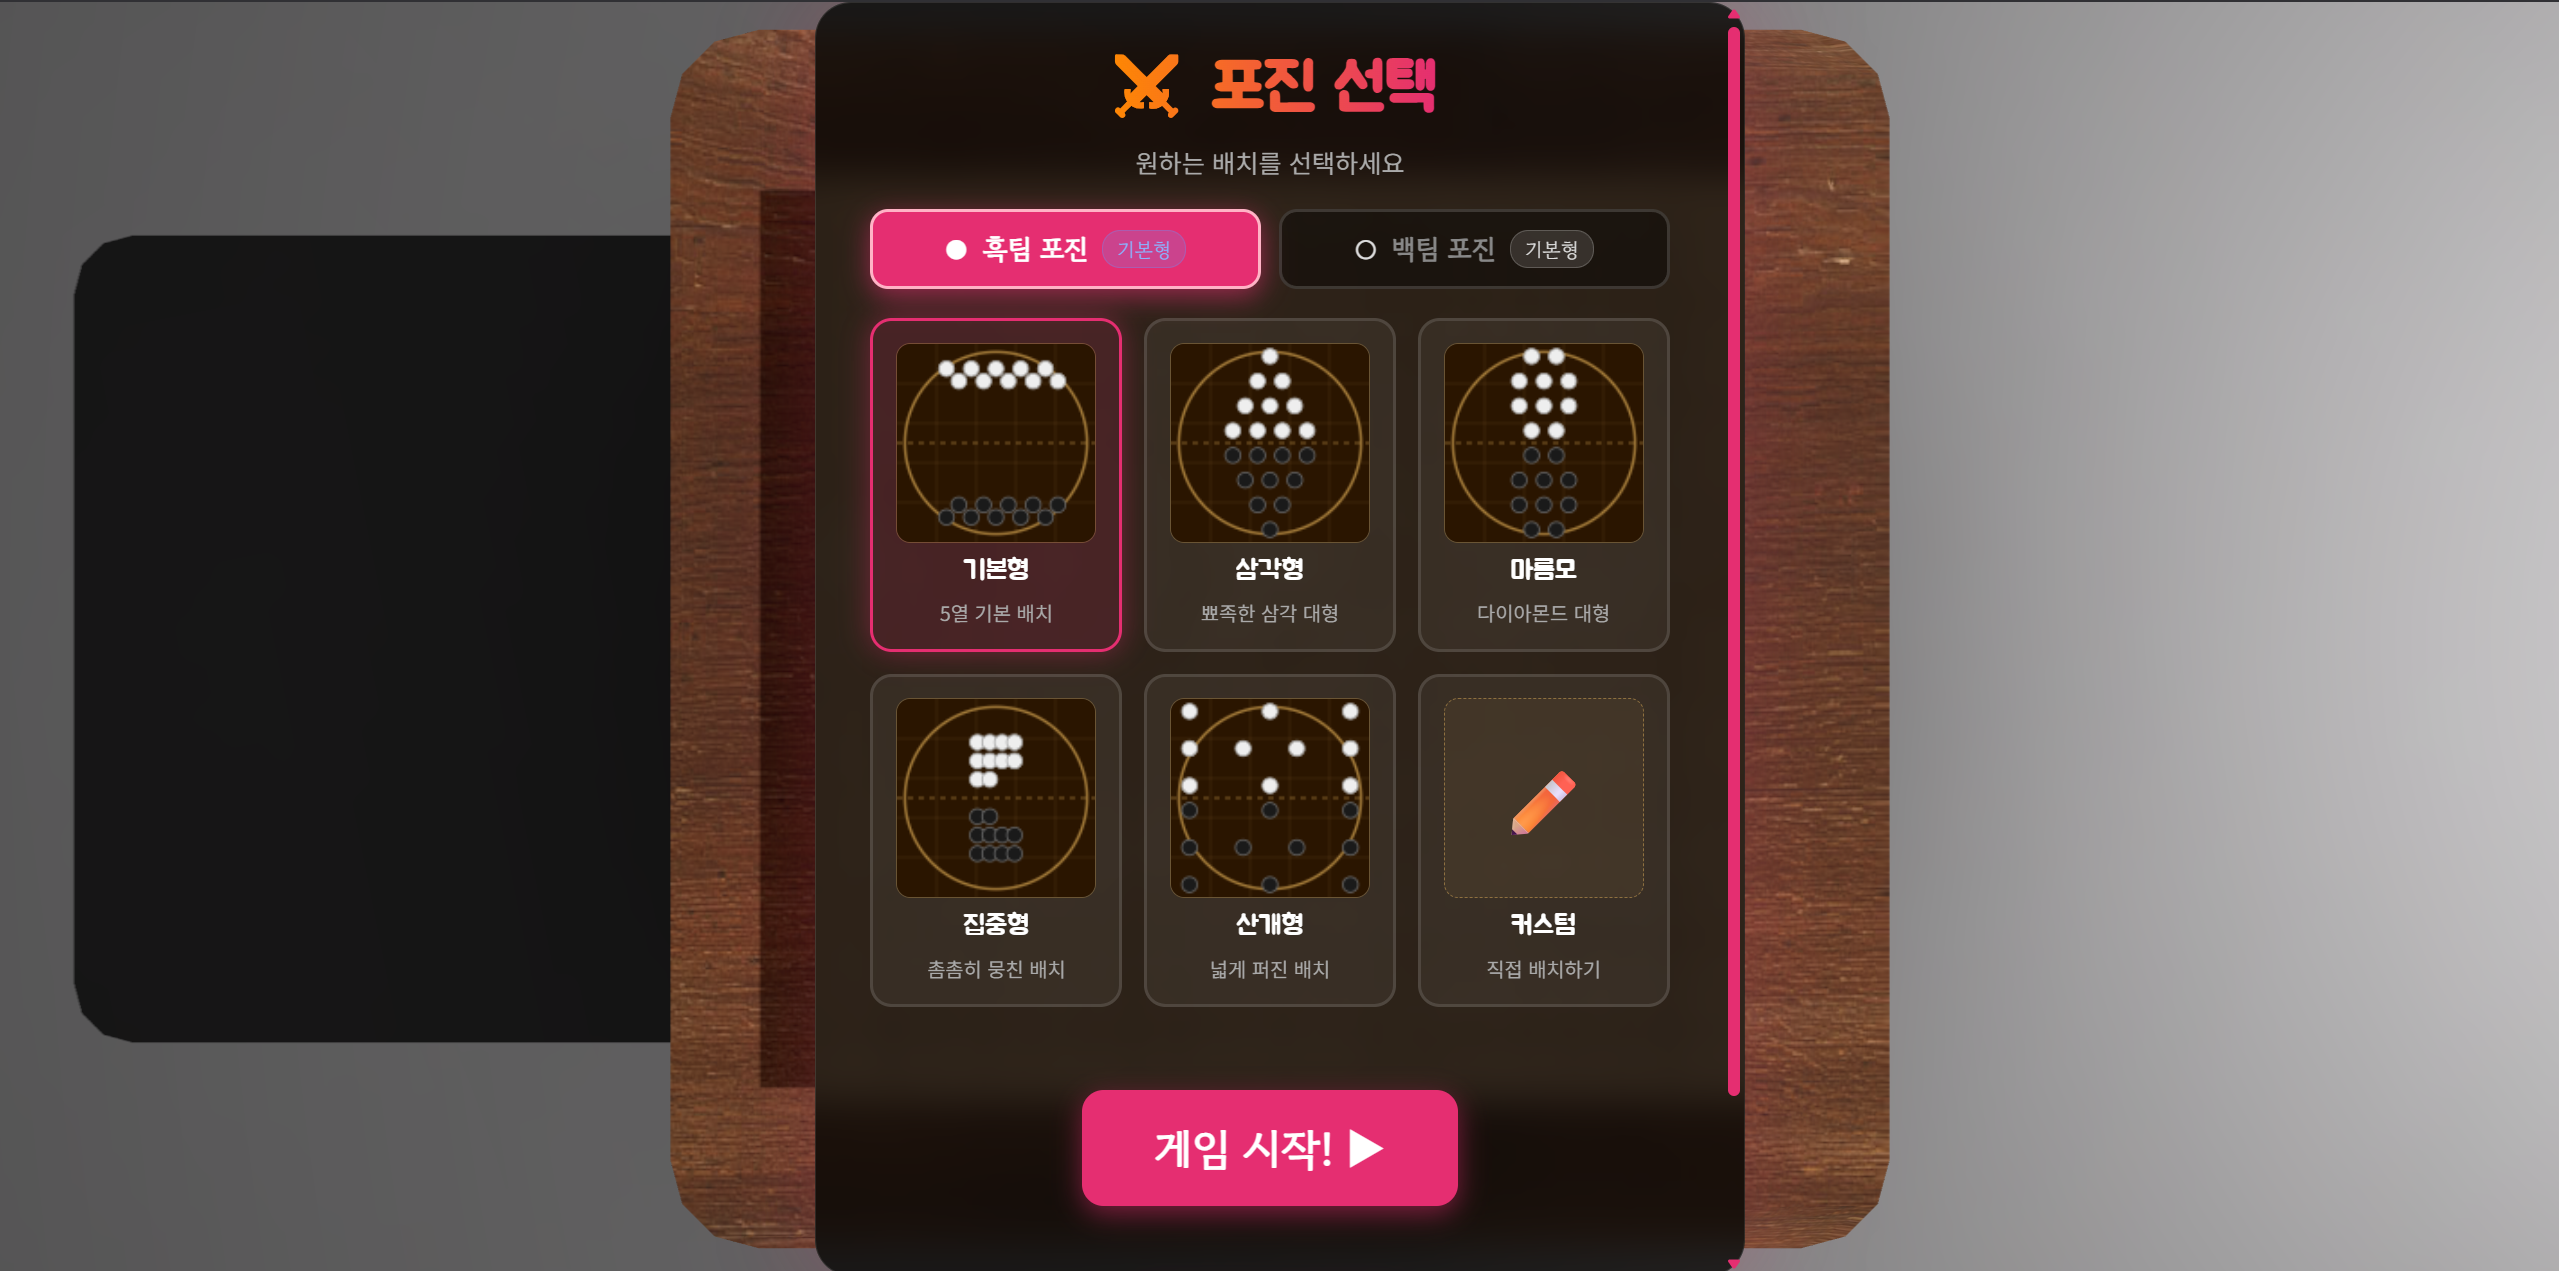 ⚔ 포진 선택
원하는 배치를 선택하세요
흑팀 포진 기본형
백팀 포진 기본형
기본형
5열 기본 배치
삼각형
뾰족한 삼각 대형
마름모
다이아몬드 대형
집중형
촘촘히 뭉친 배치
산개형
넓게 퍼진 배치
커스텀
직접 배치하기
게임 시작! ▶